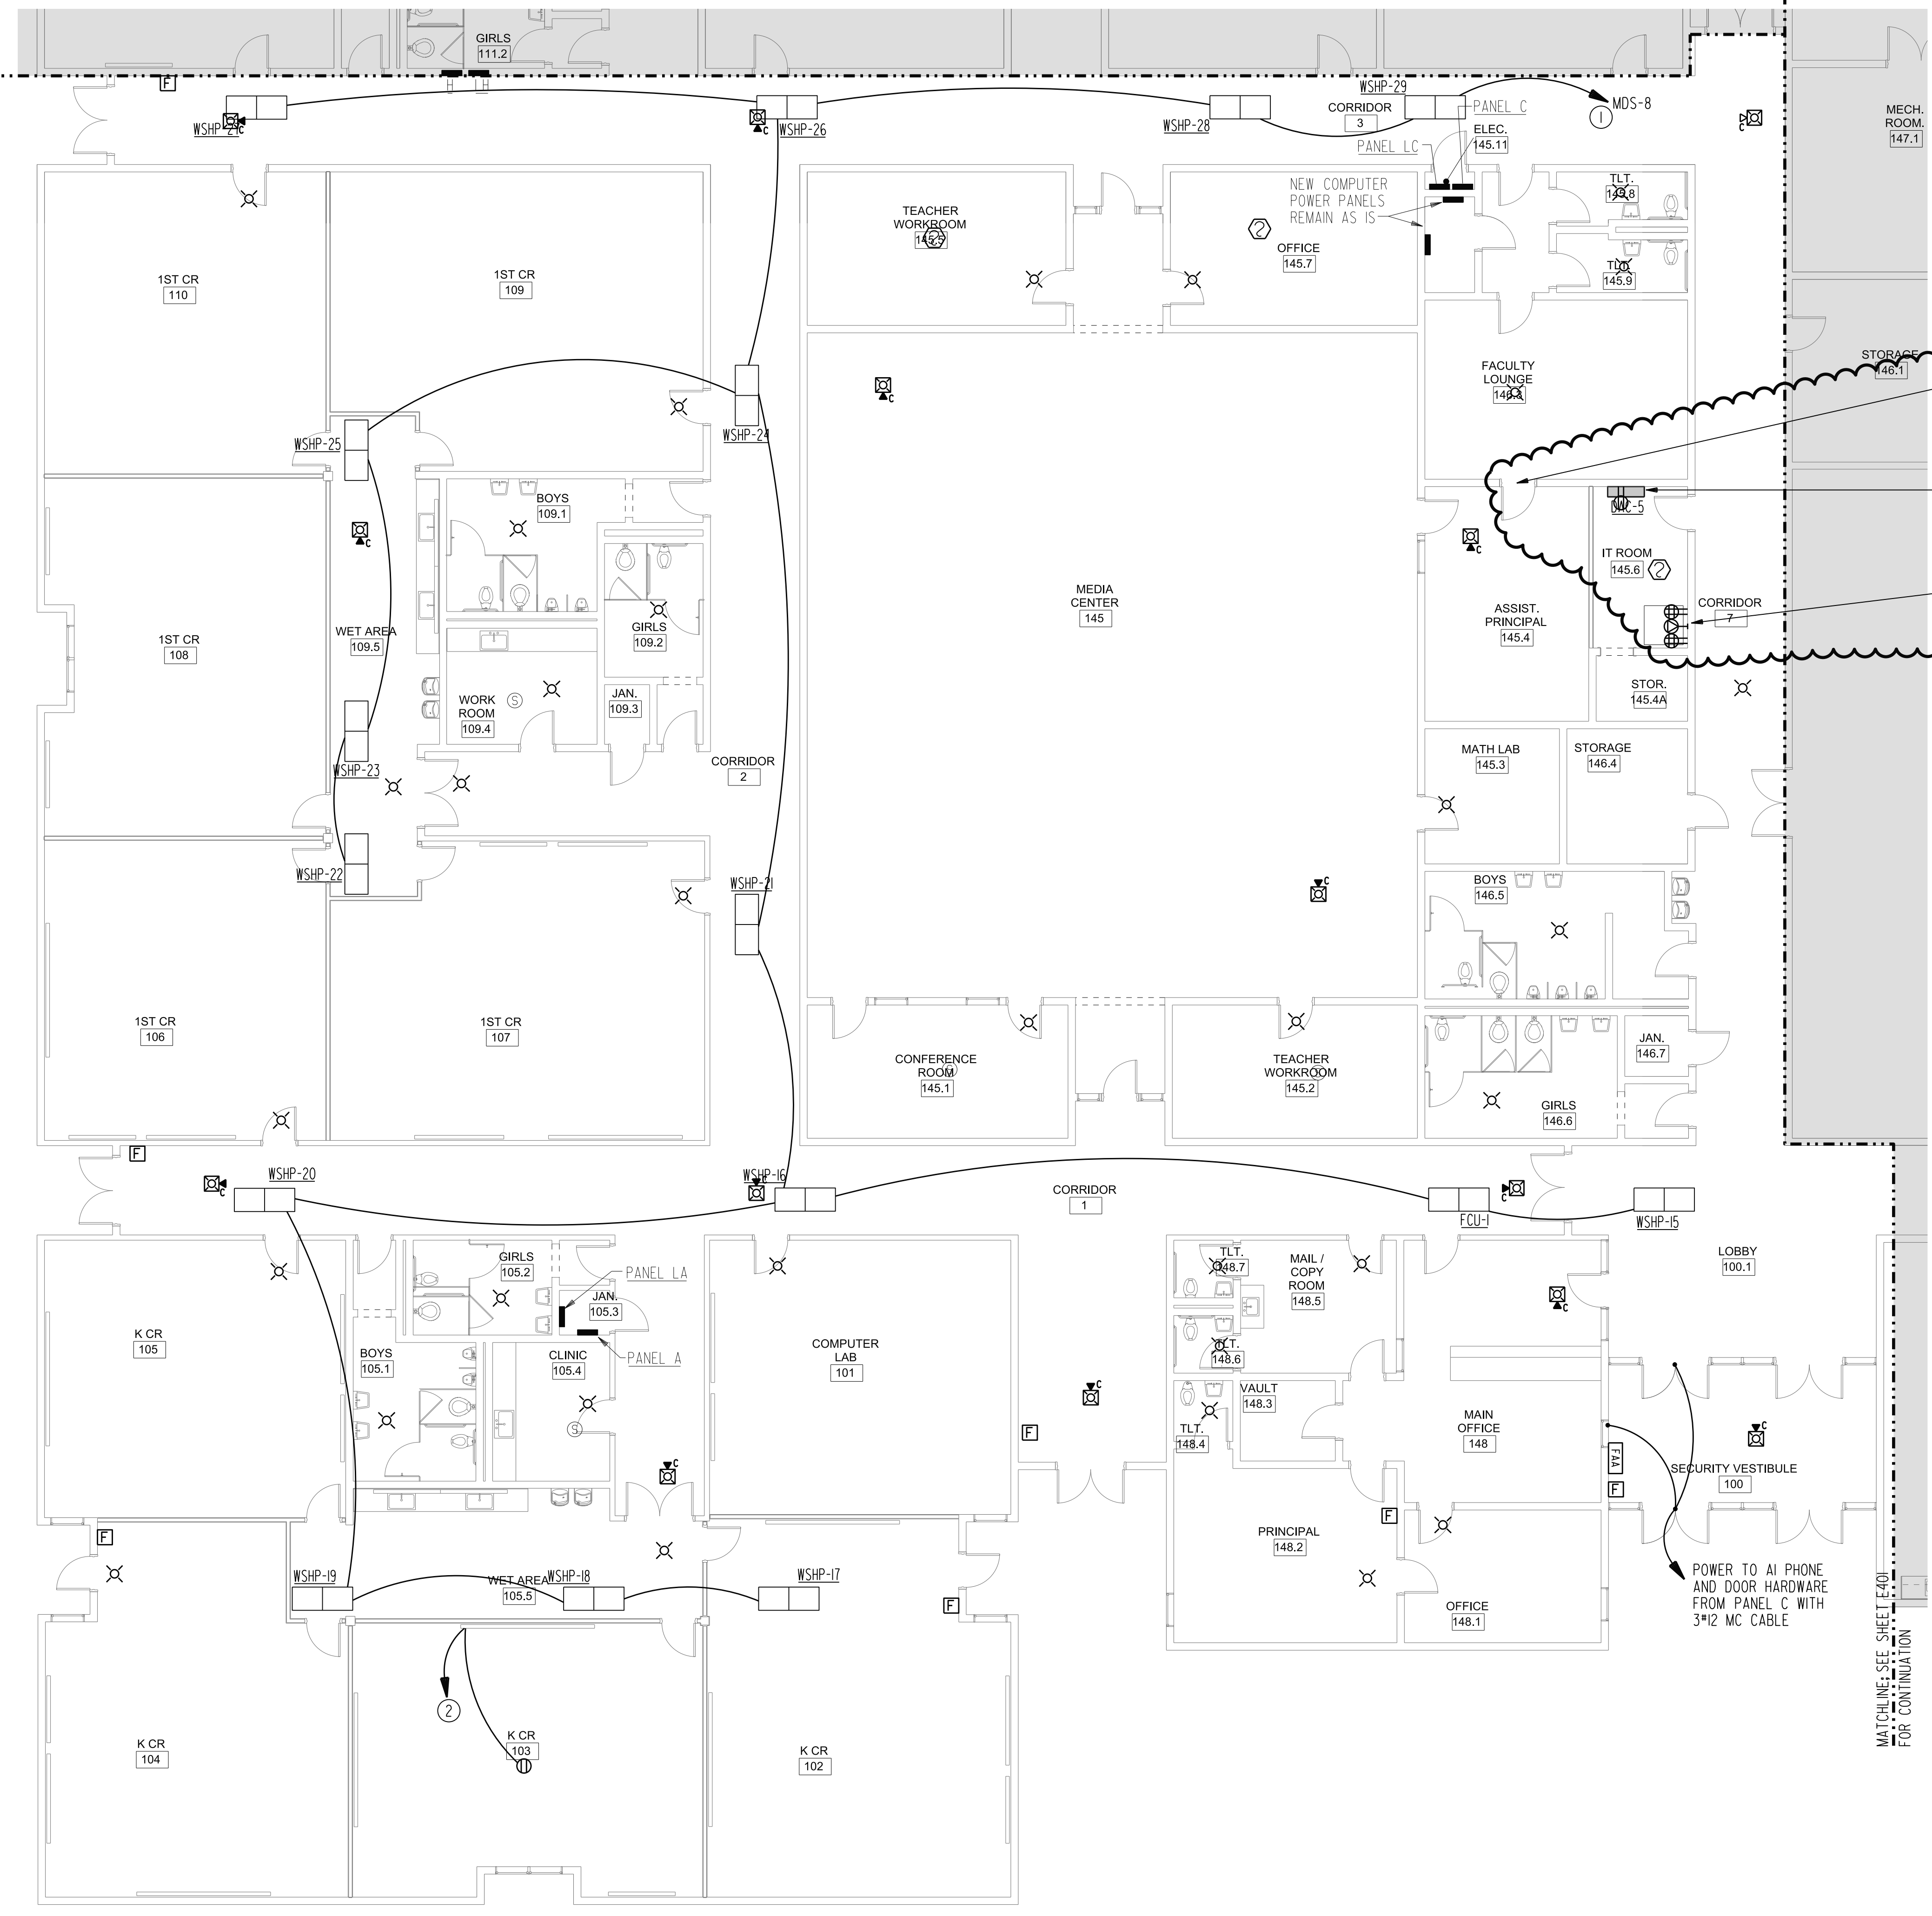 GIRLS
111.2
F
WSHP-27
C
WSHP-26
C
WSHP-28
WSHP-29
CORRIDOR
3
MDS-8
1
PANEL C
ELEC.
145.11
PANEL LC
C
MECH.
ROOM.
147.1
NEW COMPUTER
POWER PANELS
REMAIN AS IS
TLT.
145.8
TEACHER
WORKROOM
145.5
2
2
OFFICE
145.7
TLT.
145.9
1ST CR
110
1ST CR
109
FACULTY
LOUNGE
146.3
STORAGE
146.1
C
WSHP-24
WSHP-25
BOYS
109.1
C
DAC-5
C
IT ROOM
145.6
2
MEDIA
CENTER
145
ASSIST.
PRINCIPAL
145.4
CORRIDOR
7
1ST CR
108
WET AREA
109.5
GIRLS
109.2
WORK
ROOM
109.4
S
JAN.
109.3
STOR.
145.4A
MATH LAB
145.3
STORAGE
146.4
CORRIDOR
2
WSHP-23
WSHP-22
WSHP-21
C
BOYS
146.5
1ST CR
106
1ST CR
107
CONFERENCE
ROOM
145.1
S
TEACHER
WORKROOM
145.2
S
JAN.
146.7
GIRLS
146.6
F
C
WSHP-20
WSHP-16
C
CORRIDOR
1
C
FCU-1
WSHP-15
GIRLS
105.2
PANEL LA
JAN.
105.3
TLT.
148.7
MAIL /
COPY
ROOM
148.5
LOBBY
100.1
C
K CR
105
BOYS
105.1
CLINIC
105.4
PANEL A
S
COMPUTER
LAB
101
TLT.
148.6
VAULT
148.3
C
TLT.
148.4
MAIN
OFFICE
148
C
F
FAA
F
SECURITY VESTIBULE
100
C
F
F
PRINCIPAL
148.2
POWER TO AI PHONE
AND DOOR HARDWARE
FROM PANEL C WITH
3#12 MC CABLE
WSHP-19
WET AREA
105.5
WSHP-18
WSHP-17
F
OFFICE
148.1
MATCHLINE; SEE SHEET E401
FOR CONTINUATION
2
K CR
104
K CR
103
K CR
102